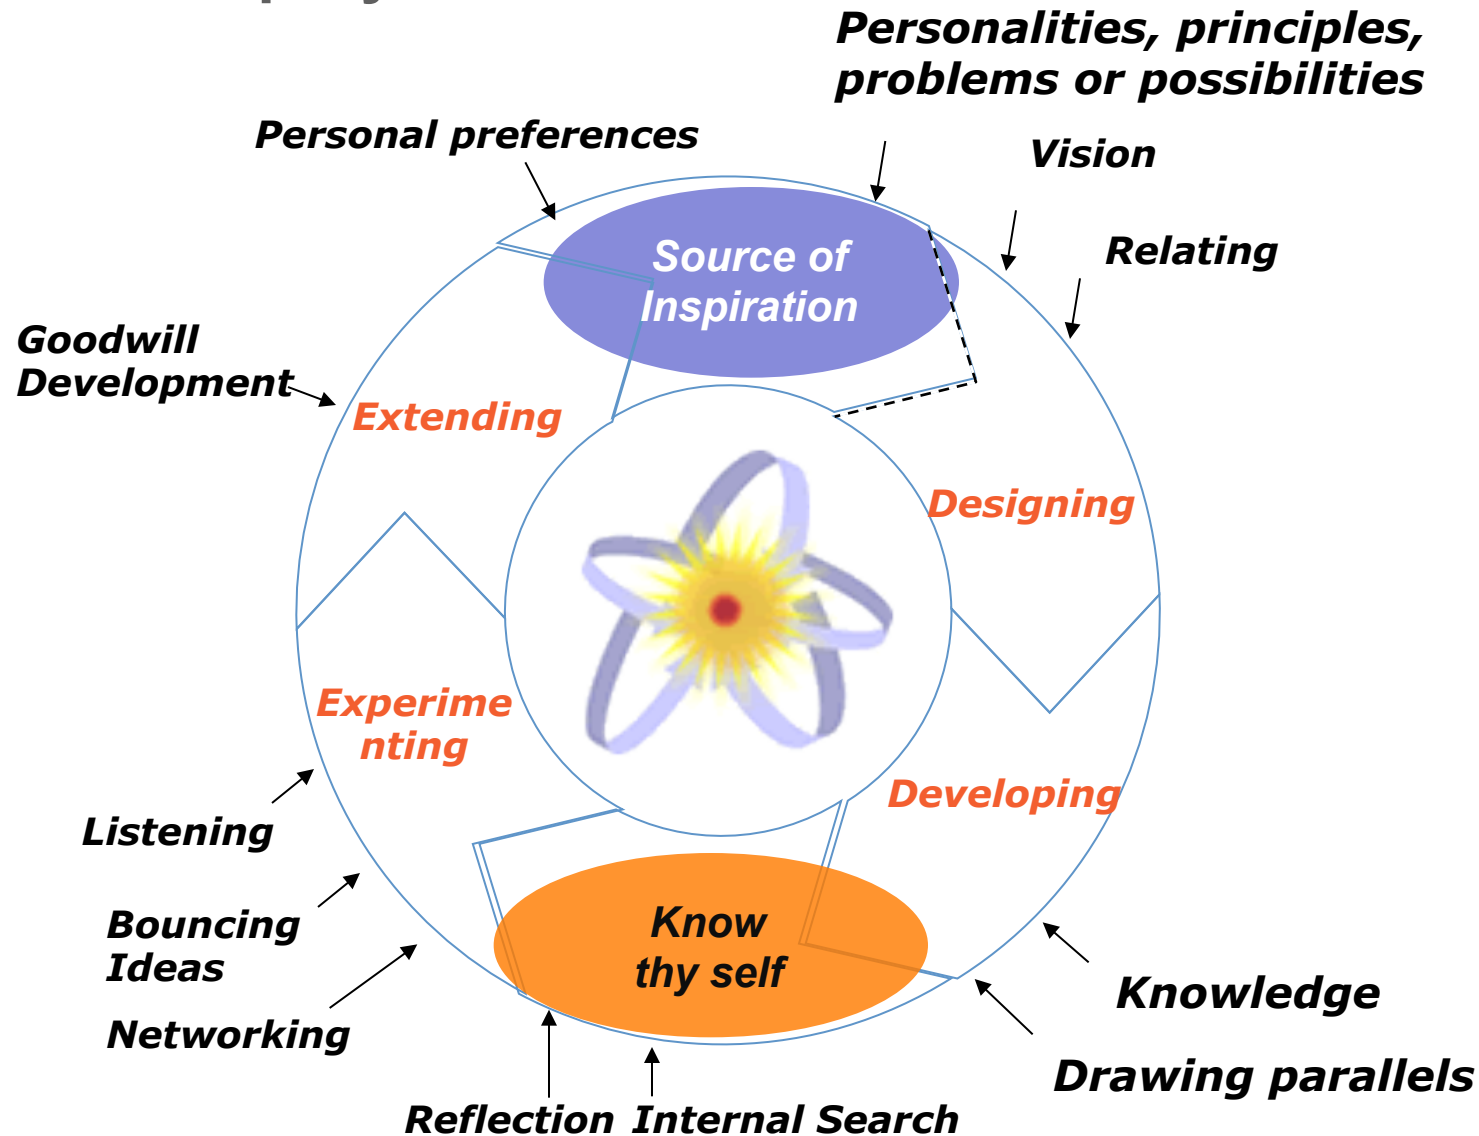 Personalities, principles,
problems or possibilities
Personal preferences
Vision
Source of
Inspiration
Relating
Goodwill
Development
Extending
Designing
Experime
nting
Developing
Listening
Bouncing
Ideas
Know
thy self
Networking
Knowledge
Drawing parallels
Reflection
Internal Search